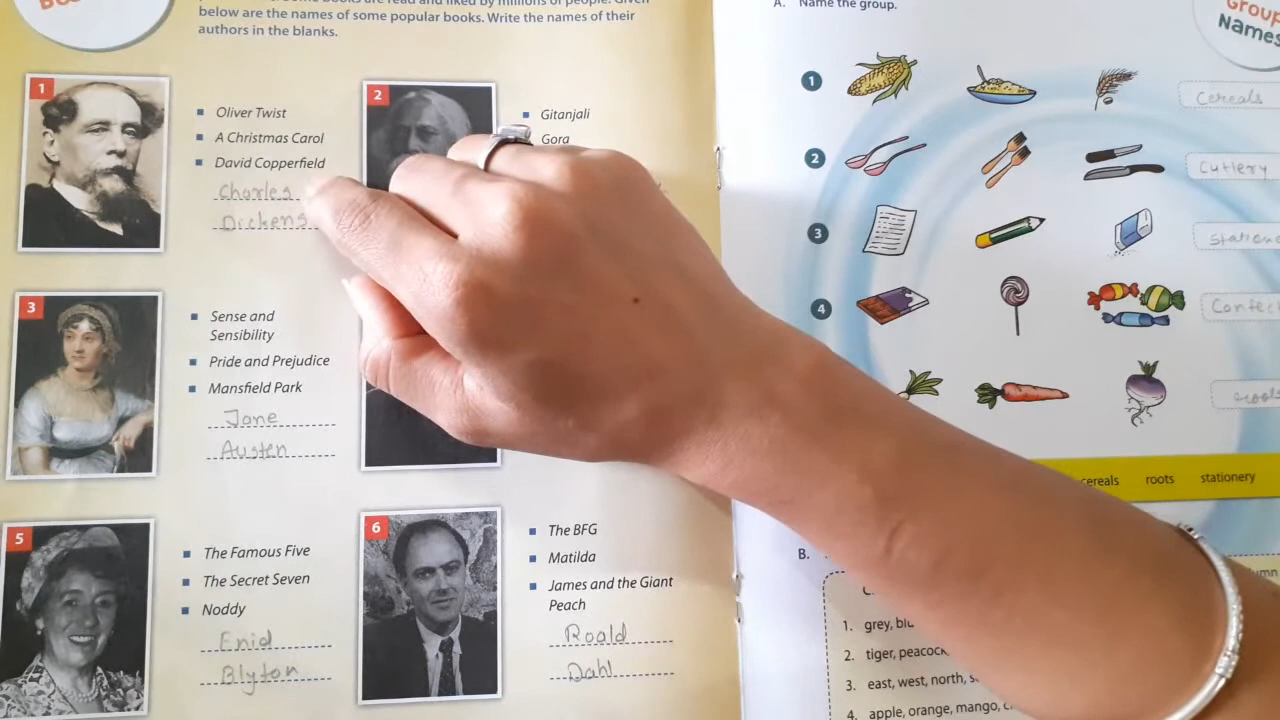 below are the names of some popular books. Write the names of their
authors in the blanks.
1
Oliver Twist
A Christmas Carol
David Copperfield
Charles
Dickens
2
Gitanjali
Gora
3
Sense and
Sensibility
Pride and Prejudice
Mansfield Park
Jane
Austen
5
The Famous Five
The Secret Seven
Noddy
Enid
Blyton
6
The BFG
Matilda
James and the Giant
Peach
Roald
Dahl
A. Name the group.
Group
Names
1
Cereals
2
Cutlery
3
4
cereals roots stationery
B.
1. grey,
2. tiger, peacock
3. east, west, north,
4. apple, orange, mango,